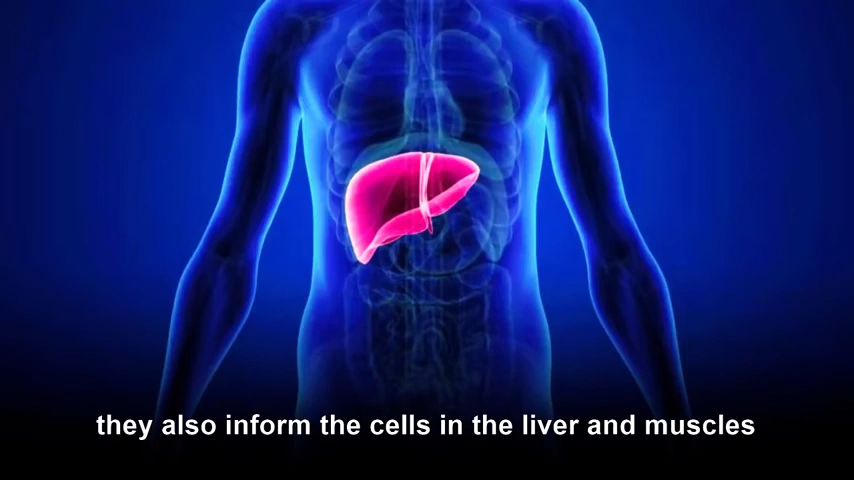 they also inform the cells in the liver and muscles